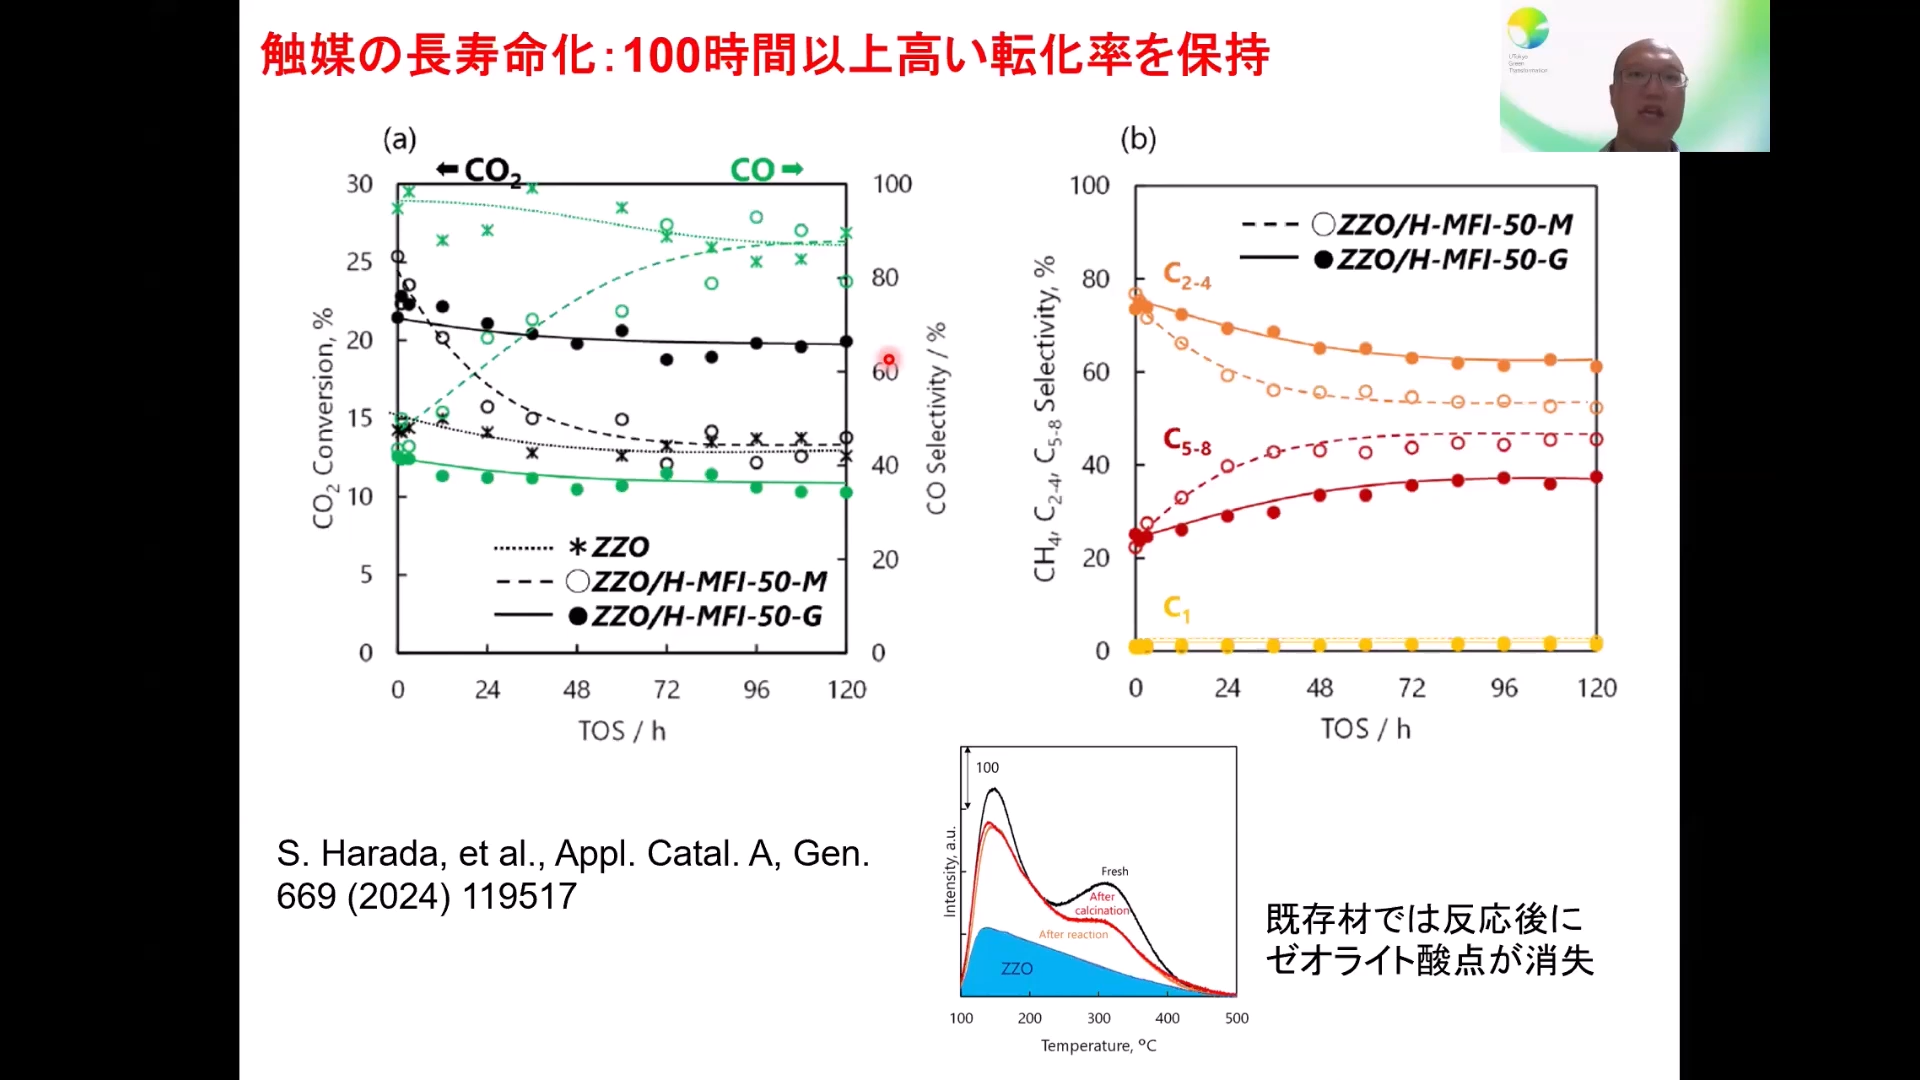 触媒の長寿命化：100時間以上高い転化率を保持
UTokyo
Green
Transformation
(a)
⬅ CO2
CO ➡
30
25
20
15
10
5
0
CO2 Conversion, %
100
80
60
40
20
0
CO Selectivity / %
ZZO
ZZO/H-MFI-50-M
ZZO/H-MFI-50-G
0 24 48 72 96 120
TOS / h
(b)
100
80
60
40
20
0
CH4, C2-4, C5-8 Selectivity, %
ZZO/H-MFI-50-M
ZZO/H-MFI-50-G
C2-4
C5-8
C1
0 24 48 72 96 120
TOS / h
S. Harada, et al., Appl. Catal. A, Gen.
669 (2024) 119517
100
Intensity, a.u.
Fresh
After
calcination
After reaction
ZZO
100 200 300 400 500
Temperature, ºC
既存材では反応後に
ゼオライト酸点が消失